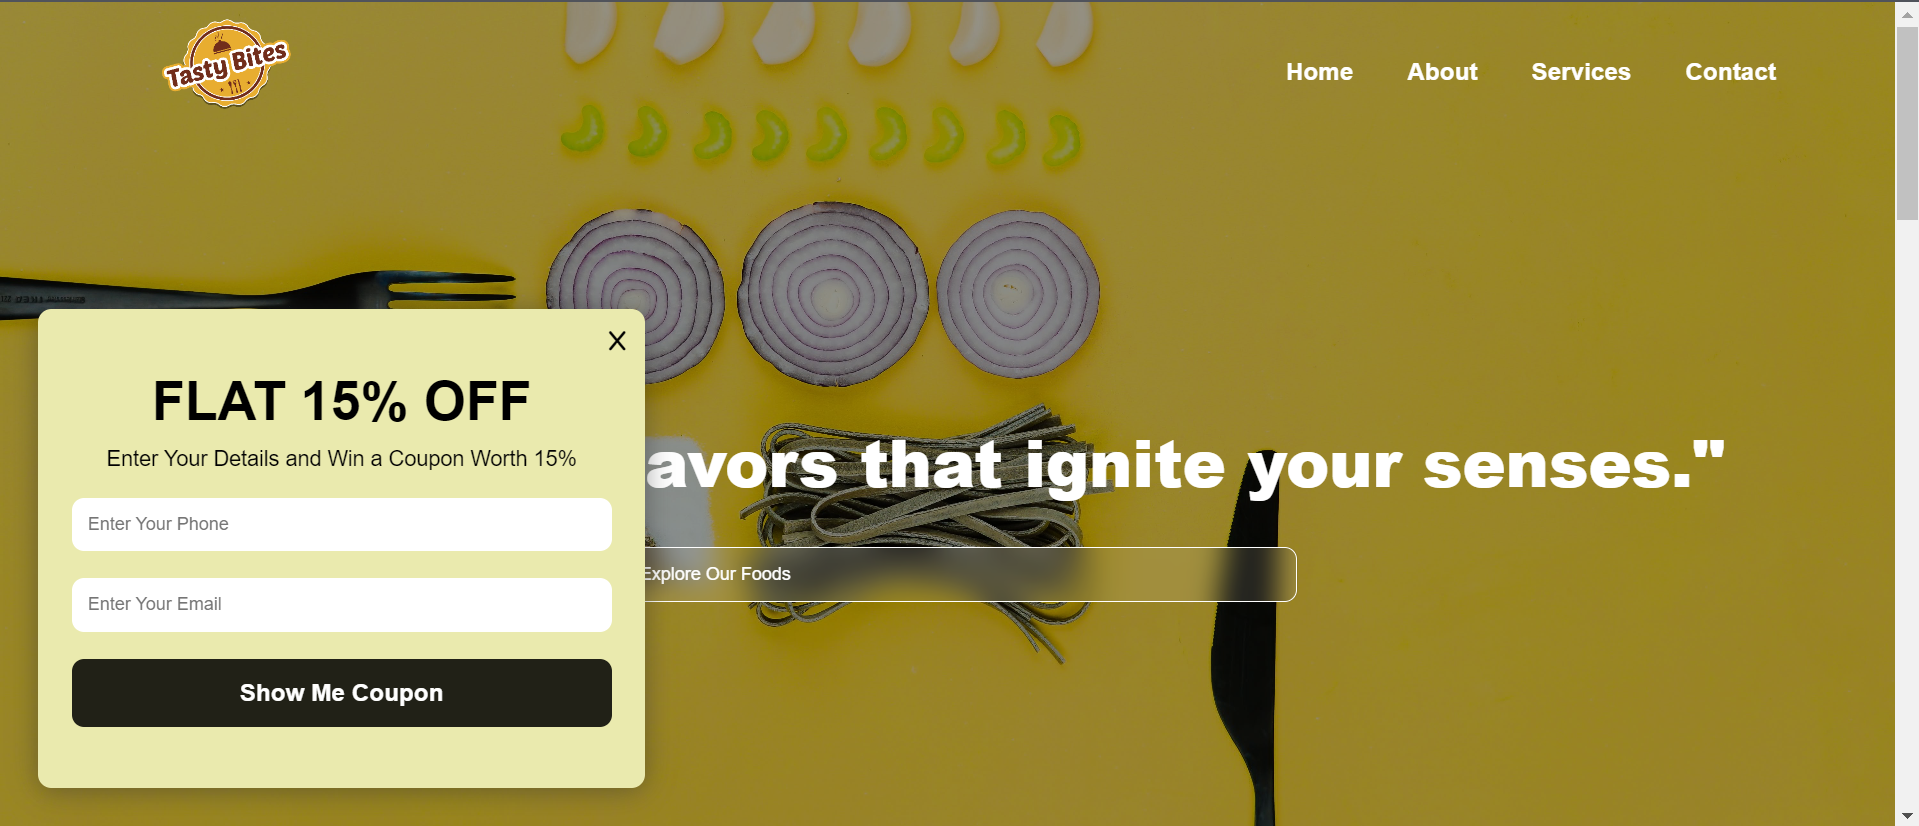 Tasty Bites
Home About Services Contact
X
FLAT 15% OFF
Enter Your Details and Win a Coupon Worth 15%
avors that ignite your senses."
Enter Your Phone
Explore Our Foods
Enter Your Email
Show Me Coupon